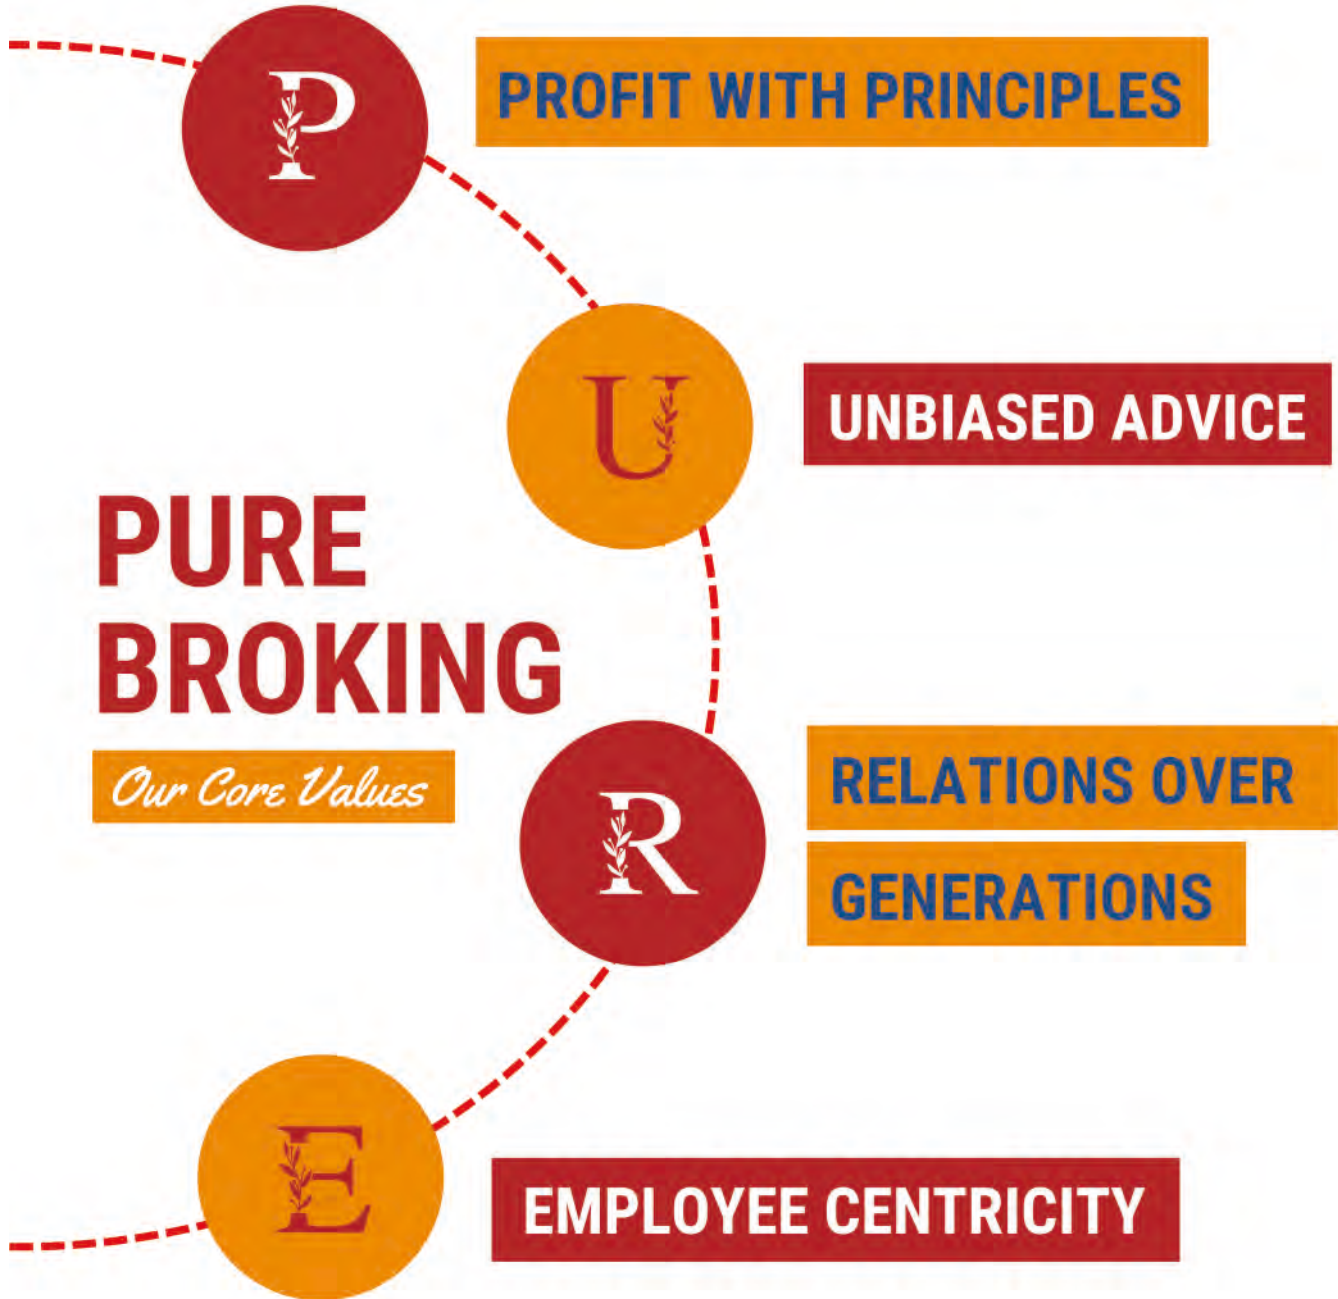 P
PROFIT WITH PRINCIPLES
U
UNBIASED ADVICE
PURE
BROKING
Our Core Values
R
RELATIONS OVER
GENERATIONS
E
EMPLOYEE CENTRICITY